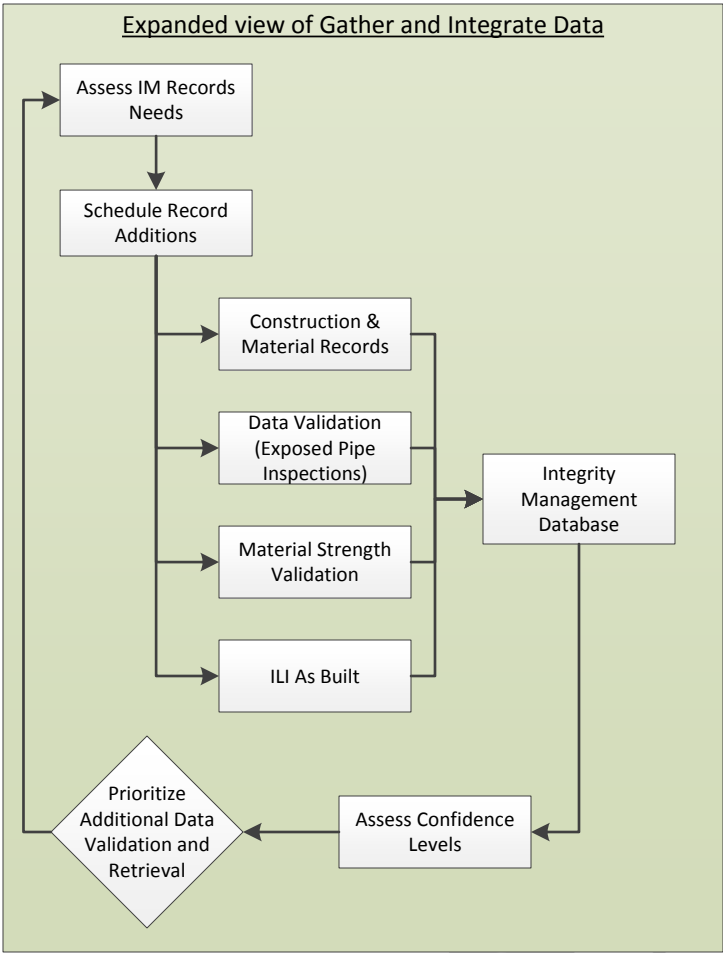 Expanded view of Gather and Integrate Data
Assess IM Records
Needs
Schedule Record
Additions
Construction &
Material Records
Data Validation
(Exposed Pipe
Inspections)
Material Strength
Validation
ILI As Built
Integrity
Management
Database
Assess Confidence
Levels
Prioritize
Additional Data
Validation and
Retrieval